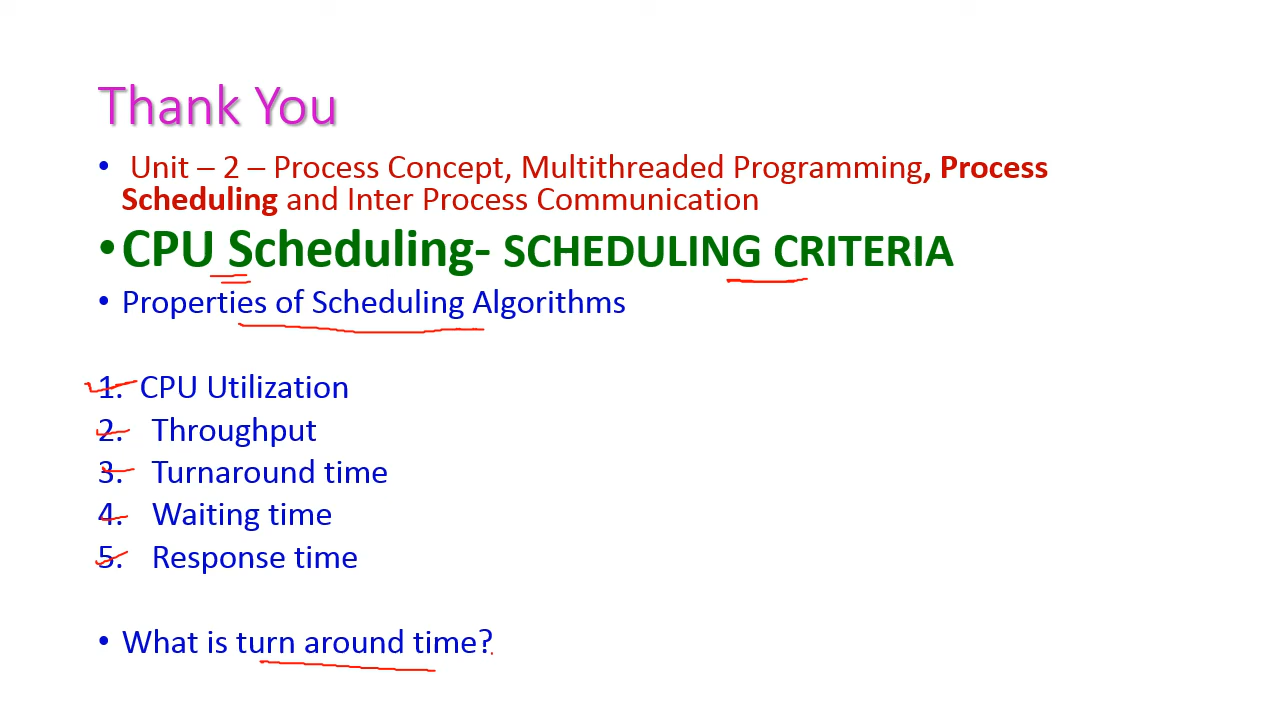 Thank You
• Unit – 2 – Process Concept, Multithreaded Programming, Process
Scheduling and Inter Process Communication
• CPU Scheduling- SCHEDULING CRITERIA
• Properties of Scheduling Algorithms
1. CPU Utilization
2. Throughput
3. Turnaround time
4. Waiting time
5. Response time
• What is turn around time?